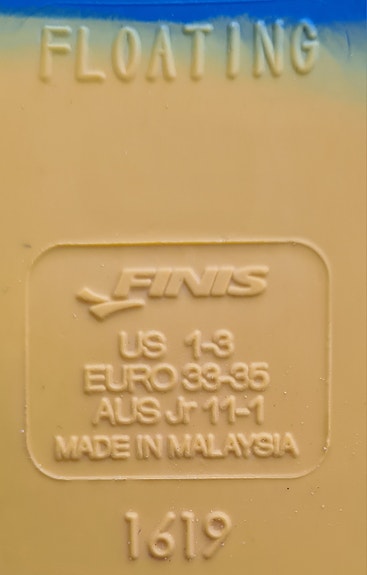 FLOATING
FINIS
US 1-3
EURO 33-35
AUS Jr 11-1
MADE IN MALAYSIA
1619